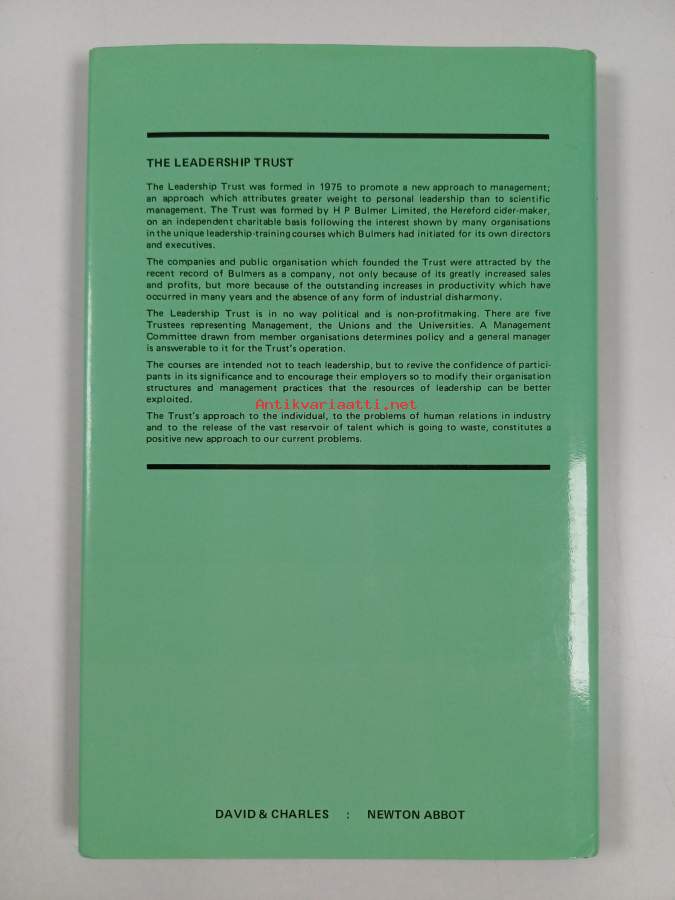 THE LEADERSHIP TRUST
The Leadership Trust was formed in 1975 to promote a new approach to management;
an approach which attributes greater weight to personal leadership than to scientific
management. The Trust was formed by H P Bulmer Limited, the Hereford cider-maker,
on an independent charitable basis following the interest shown by many organisations
in the unique leadership-training courses which Bulmers had initiated for its own directors
and executives.
The companies and public organisation which founded the Trust were attracted by the
recent record of Bulmers as a company, not only because of its greatly increased sales
and profits, but more because of the outstanding increases in productivity which have
occurred in many years and the absence of any form of industrial disharmony.
The Leadership Trust is in no way political and is non-profitmaking. There are five
Trustees representing Management, the Unions and the Universities. A Management
Committee drawn from member organisations determines policy and a general manager
is answerable to it for the Trust's operation.
The courses are intended not to teach leadership, but to revive the confidence of partici-
pants in its significance and to encourage their employers so to modify their organisation
structures and management practices that the resources of leadership can be better
exploited.
Antikvariaatti.net
The Trust's approach to the individual, to the problems of human relations in industry
and to the release of the vast reservoir of talent which is going to waste, constitutes a
positive new approach to our current problems.
DAVID & CHARLES : NEWTON ABBOT